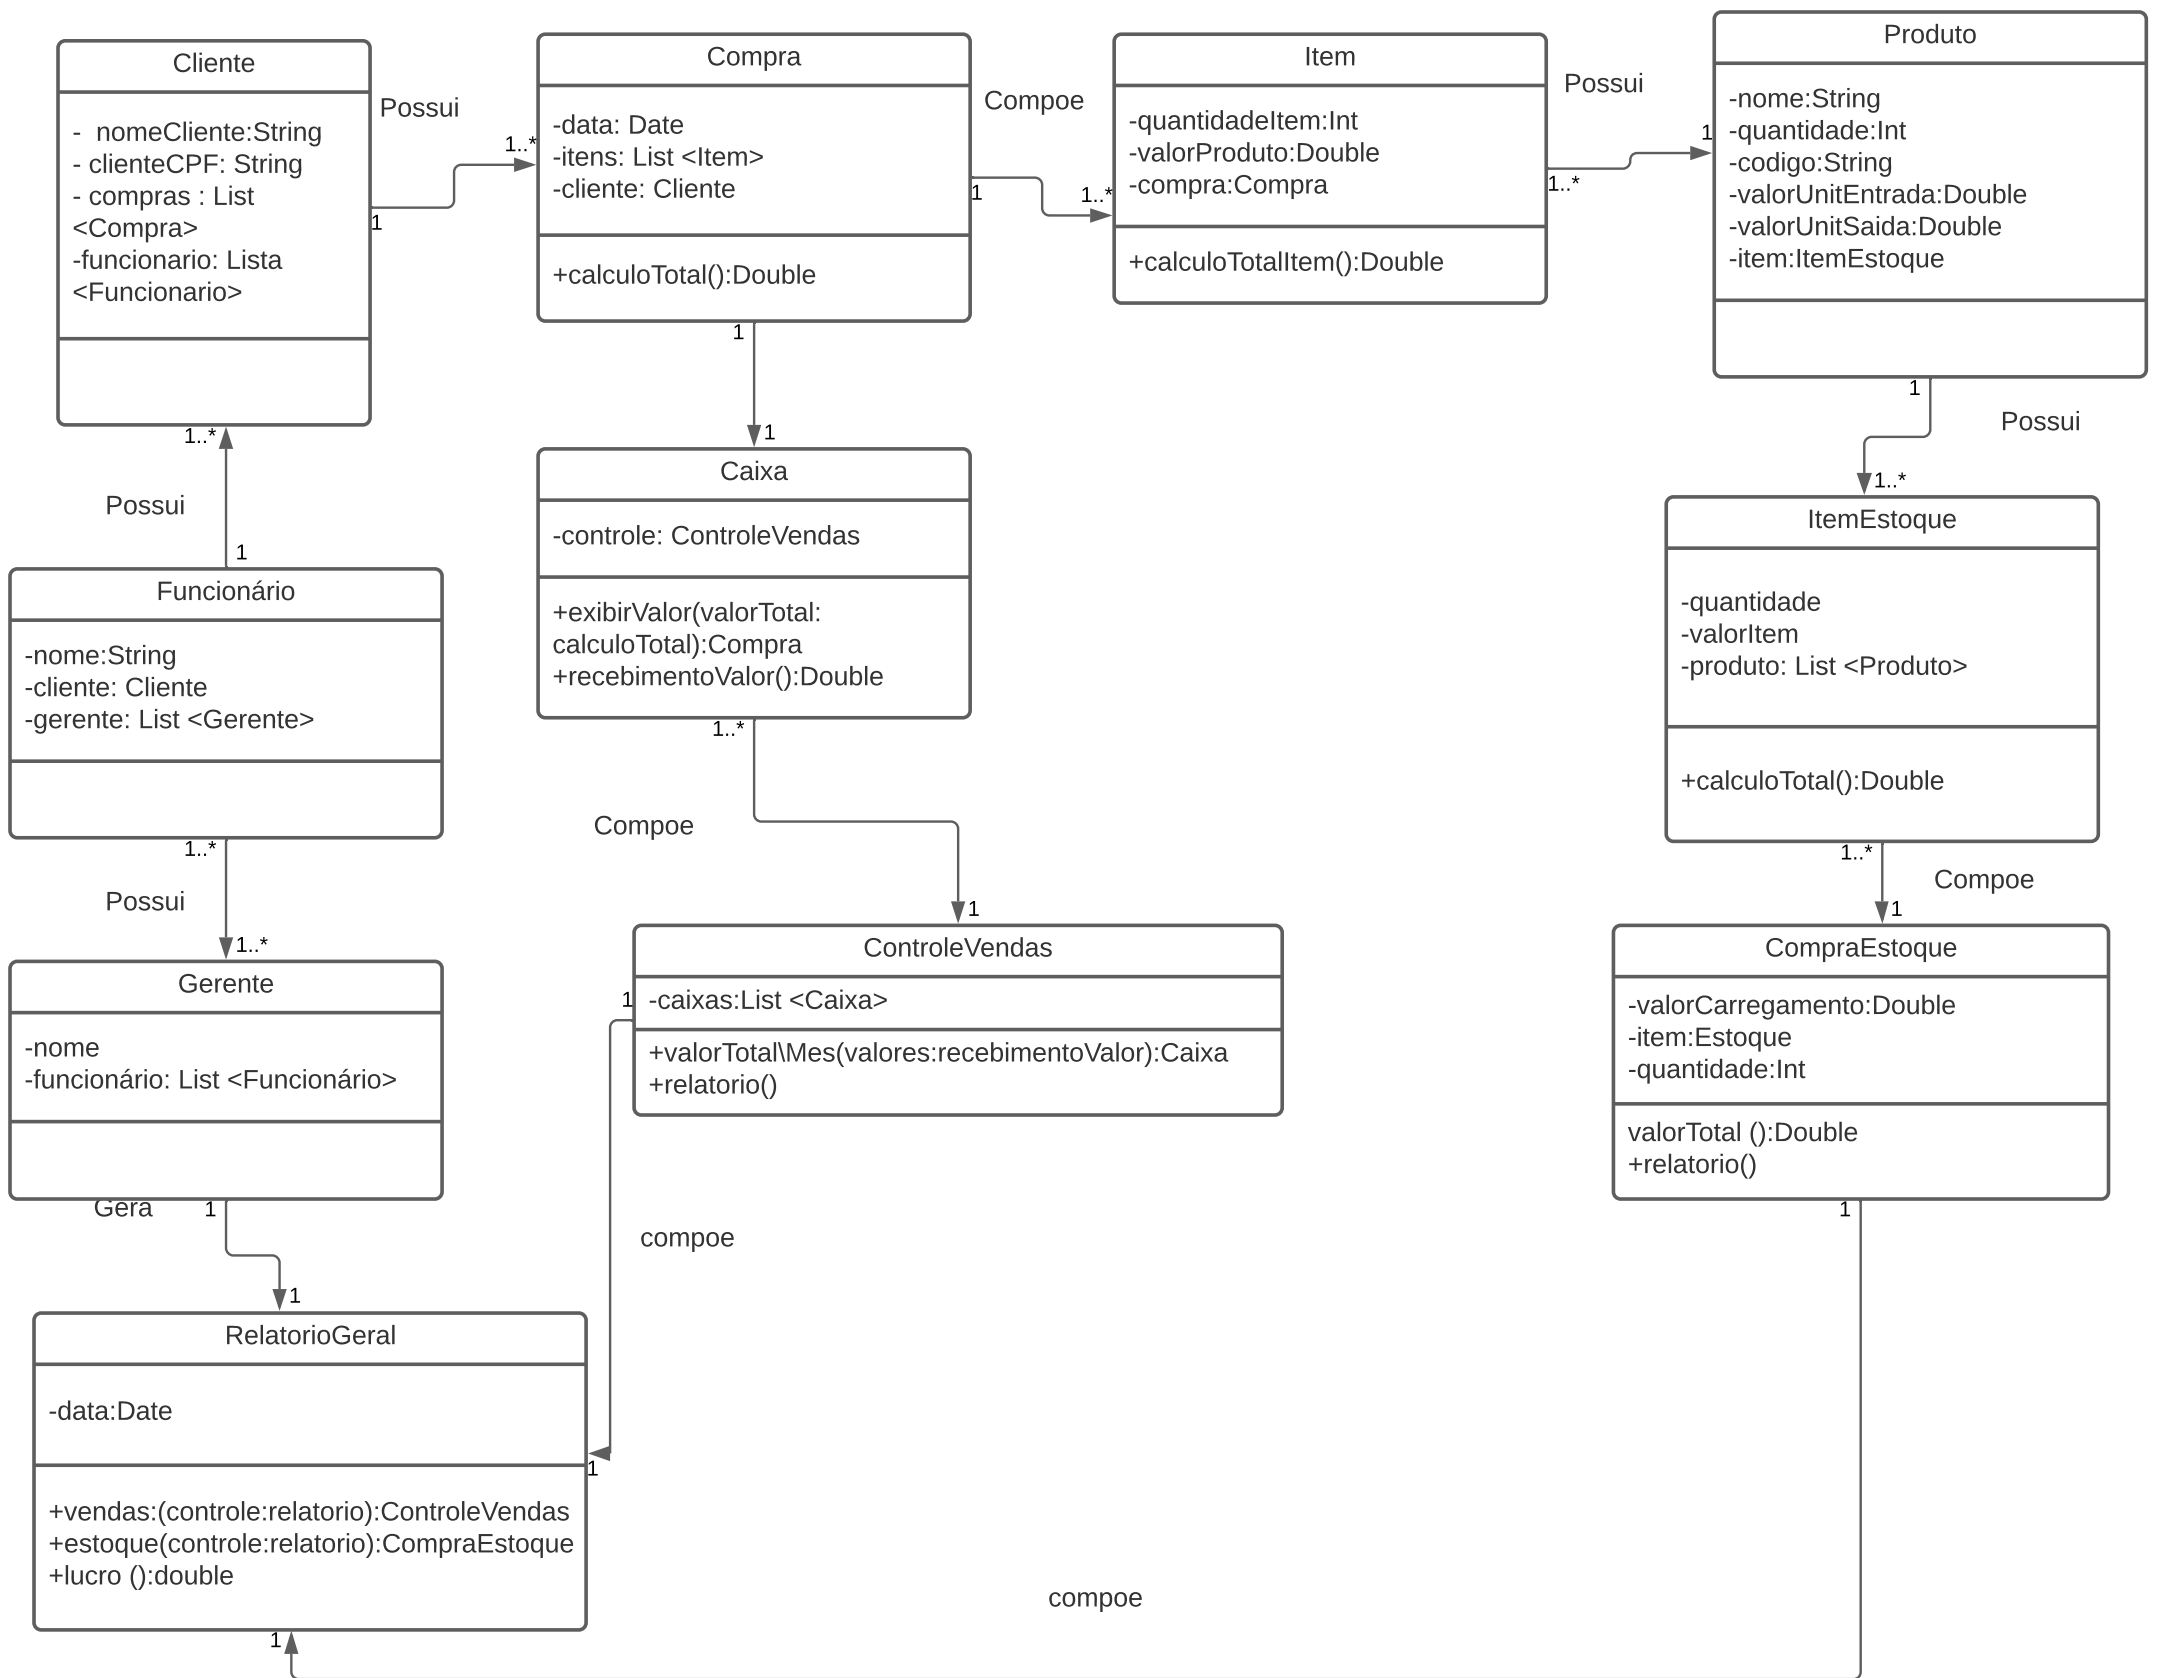 Cliente
-  nomeCliente:String
- clienteCPF: String
- compras : List
<Compra>
-funcionario: Lista
<Funcionario>
Possui
1
1..*
Compra
-data: Date
-itens: List <Item>
-cliente: Cliente
+calculoTotal():Double
Compoe
1
1..*
Item
-quantidadeItem:Int
-valorProduto:Double
-compra:Compra
+calculoTotalItem():Double
Possui
1..*
1
Produto
-nome:String
-quantidade:Int
-codigo:String
-valorUnitEntrada:Double
-valorUnitSaida:Double
-item:ItemEstoque
1..*
Possui
1
Funcionário
-nome:String
-cliente: Cliente
-gerente: List <Gerente>
1
1
Caixa
-controle: ControleVendas
+exibirValor(valorTotal:
calculoTotal):Compra
+recebimentoValor():Double
1
Possui
1..*
ItemEstoque
-quantidade
-valorItem
-produto: List <Produto>
+calculoTotal():Double
1..*
Possui
1..*
Gerente
-nome
-funcionário: List <Funcionário>
1..*
Compoe
1
ControleVendas
-caixas:List <Caixa>
+valorTotal\Mes(valores:recebimentoValor):Caixa
+relatorio()
1..*
Compoe
1
CompraEstoque
-valorCarregamento:Double
-item:Estoque
-quantidade:Int
valorTotal ():Double
+relatorio()
Gera
1
1
RelatorioGeral
-data:Date
+vendas:(controle:relatorio):ControleVendas
+estoque(controle:relatorio):CompraEstoque
+lucro ():double
1
compoe
1
1
compoe
1